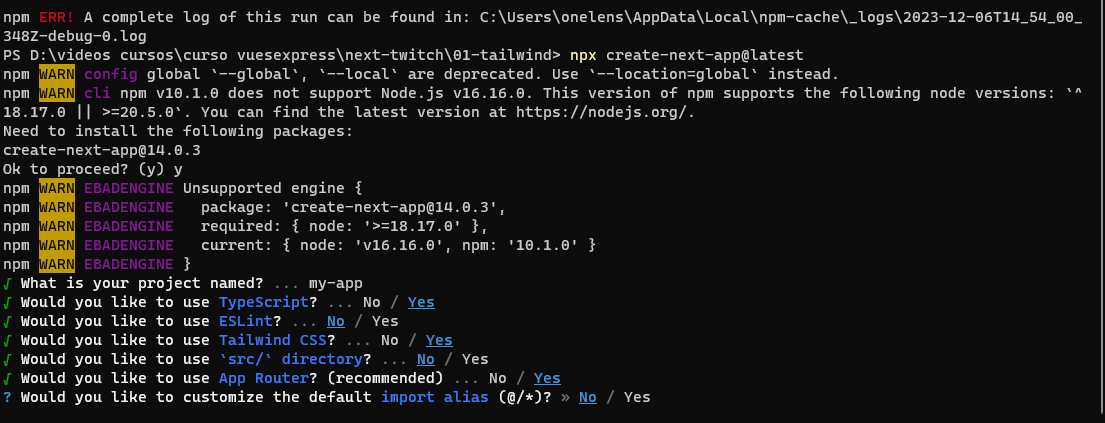 npm ERR! A complete log of this run can be found in: C:\Users\onelens\AppData\Local\npm-cache\_logs\2023-12-06T14_54_00_
348Z-debug-0.log
PS D:\videos cursos\curso vuesexpress\next-twitch\01-tailwind> npx create-next-app@latest
npm WARN config global `--global`, `--local` are deprecated. Use `--location=global` instead.
npm WARN cli npm v10.1.0 does not support Node.js v16.16.0. This version of npm supports the following node versions: `^
18.17.0 || >=20.5.0`. You can find the latest version at https://nodejs.org/.
Need to install the following packages:
create-next-app@14.0.3
Ok to proceed? (y) y
npm WARN EBADENGINE Unsupported engine {
npm WARN EBADENGINE   package: 'create-next-app@14.0.3',
npm WARN EBADENGINE   required: { node: '>=18.17.0' },
npm WARN EBADENGINE   current: { node: 'v16.16.0', npm: '10.1.0' }
npm WARN EBADENGINE }
√ What is your project named? ... my-app
√ Would you like to use TypeScript? ... No / Yes
√ Would you like to use ESLint? ... No / Yes
√ Would you like to use Tailwind CSS? ... No / Yes
√ Would you like to use `src/` directory? ... No / Yes
√ Would you like to use App Router? (recommended) ... No / Yes
? Would you like to customize the default import alias (@/*)? » No / Yes